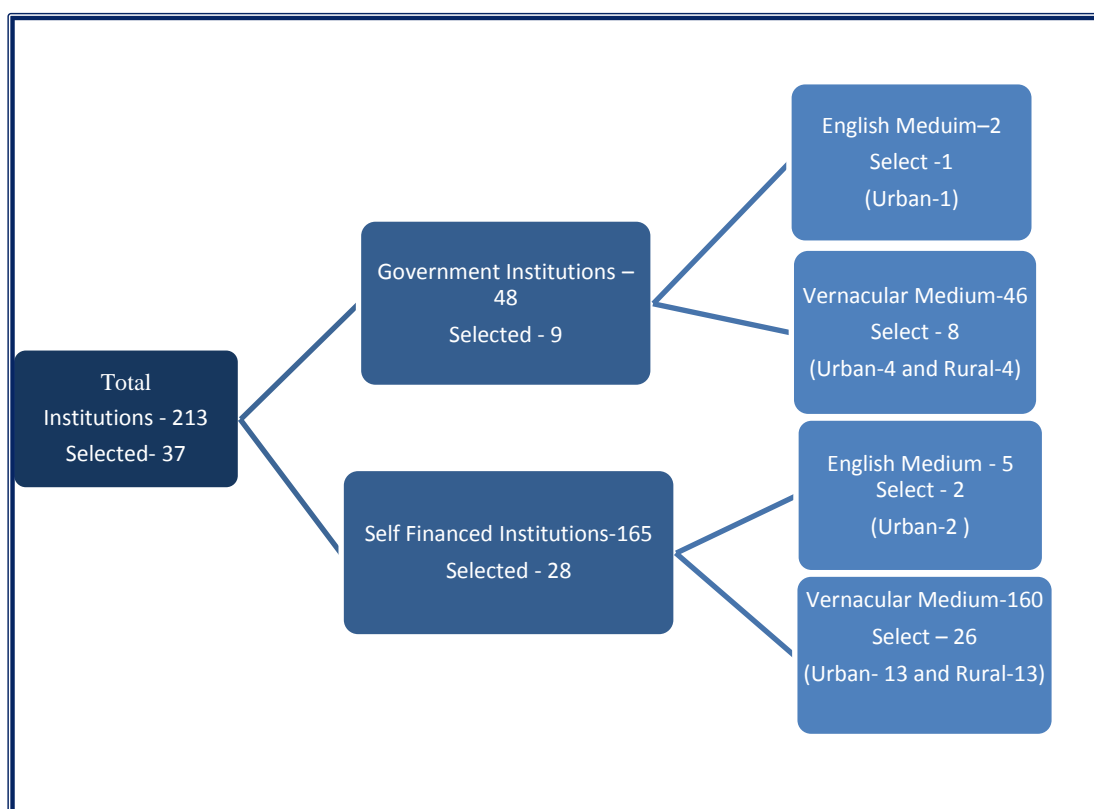 Total
Institutions - 213
Selected- 37
Government Institutions –
48
Selected - 9
Self Financed Institutions-165
Selected - 28
English Meduim–2
Select -1
(Urban-1)
Vernacular Medium-46
Select - 8
(Urban-4 and Rural-4)
English Medium - 5
Select - 2
(Urban-2 )
Vernacular Medium-160
Select – 26
(Urban- 13 and Rural-13)